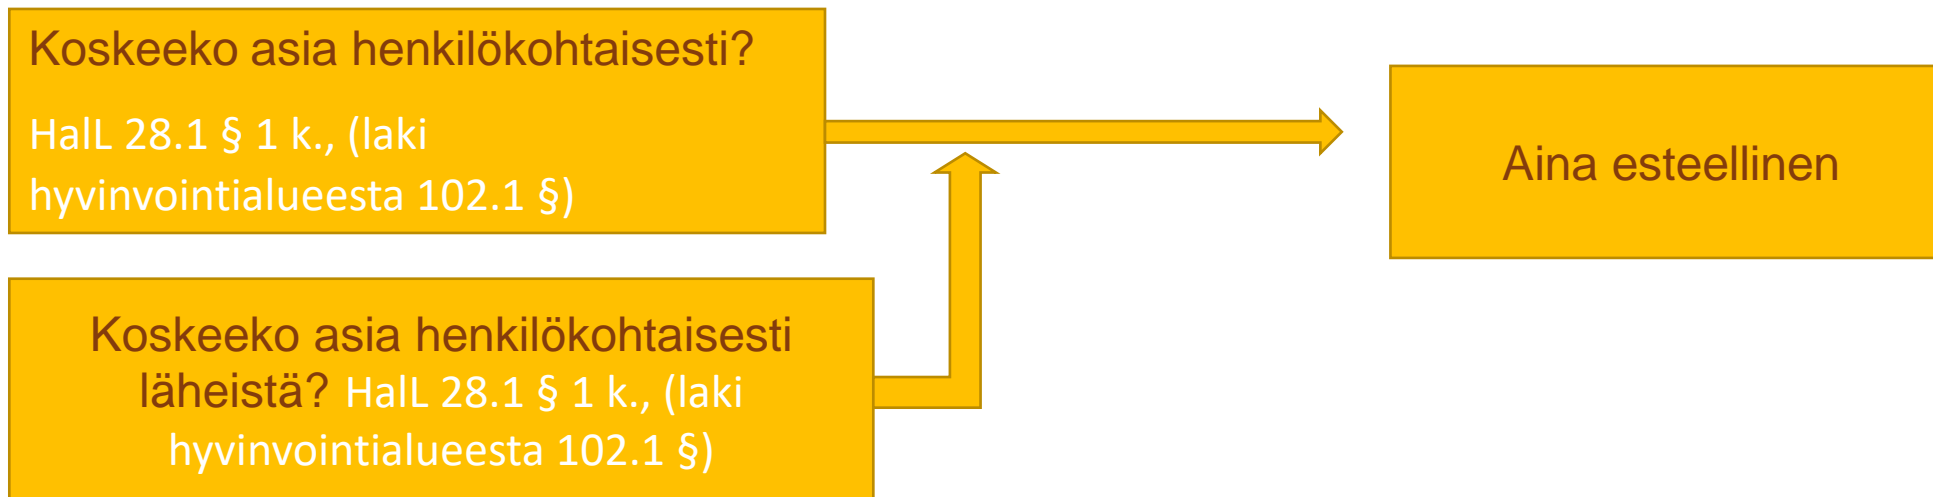 Koskeeko asia henkilökohtaisesti?
HalL 28.1 § 1 k., (laki
hyvinvointialueesta 102.1 §)
Aina esteellinen
Koskeeko asia henkilökohtaisesti
läheistä? HalL 28.1 § 1 k., (laki
hyvinvointialueesta 102.1 §)